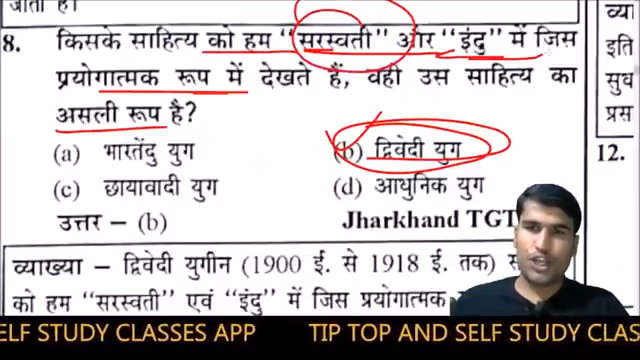 जाता है।
8. किसके साहित्य को हम "सरस्वती" और "इंदु" में जिस
प्रयोगात्मक रूप में देखते हैं, वही उस साहित्य का
असली रूप है?
(a) भारतेंदु युग
(b) द्विवेदी युग
(c) छायावादी युग
(d) आधुनिक युग
उत्तर – (b)
Jharkhand TGT
व्याख्या – द्विवेदी युगीन (1900 ई. से 1918 ई. तक)
को हम "सरस्वती" एवं "इंदु" में जिस प्रयोगात्मक
व्या
इति
सुध
प्रस
12.
ELF STUDY CLASSES APP TIP TOP AND SELF STUDY CLAS